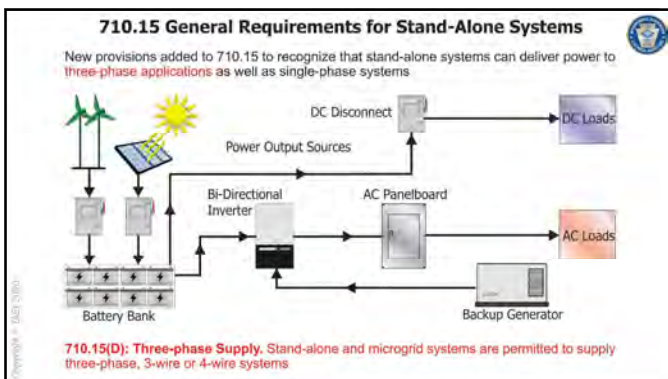 710.15 General Requirements for Stand-Alone Systems
New provisions added to 710.15 to recognize that stand-alone systems can deliver power to
three-phase applications as well as single-phase systems
DC Disconnect
DC Loads
Power Output Sources
Bi-Directional
Inverter
AC Panelboard
AC Loads
Battery Bank
Backup Generator
Copyright © IAEI
710.15(D): Three-phase Supply. Stand-alone and microgrid systems are permitted to supply
three-phase, 3-wire or 4-wire systems